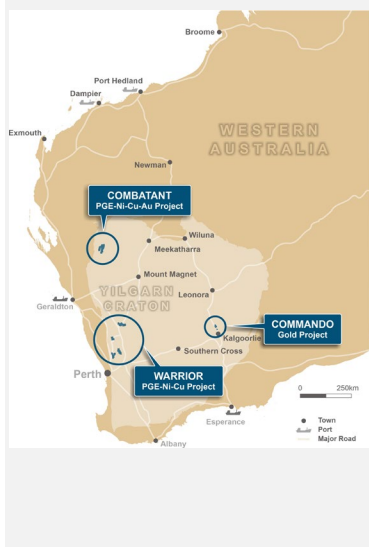 Broome
Port Hedland
Dampier
Exmouth
WESTERN
AUSTRALIA
Newman
COMBATANT
PGE-Ni-Cu-Au Project
Wiluna
Meekatharra
Mount Magnet
YILGARN
CRATON
Leonora
Geraldton
COMMANDO
Gold Project
Kalgoorlie
Southern Cross
Perth
WARRIOR
PGE-Ni-Cu Project
0 250km
Town
Port
Major Road
Esperance
Albany